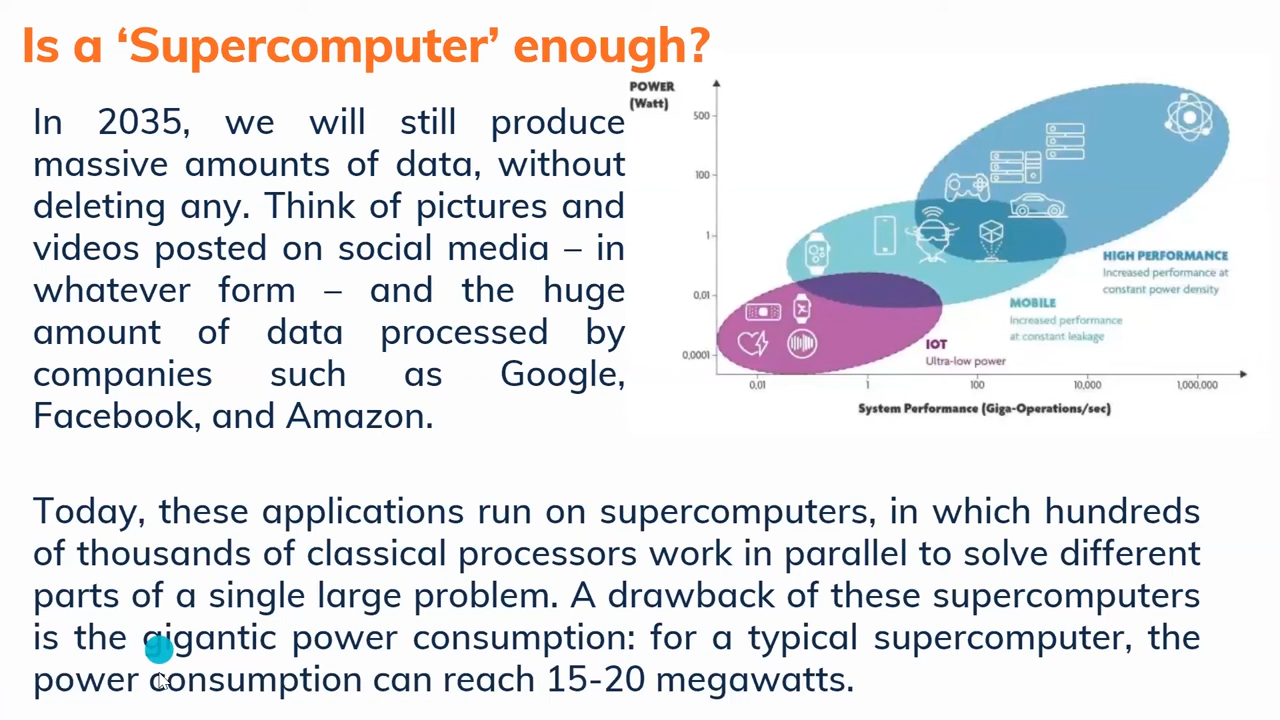 Is a ‘Supercomputer’ enough?
In 2035, we will still produce
massive amounts of data, without
deleting any. Think of pictures and
videos posted on social media – in
whatever form – and the huge
amount of data processed by
companies such as Google,
Facebook, and Amazon.
POWER
(Watt)
500
100
1
0,01
0,0001
0,01
1
100
10,000
1,000,000
System Performance (Giga-Operations/sec)
HIGH PERFORMANCE
Increased performance at
constant power density
MOBILE
Increased performance
at constant leakage
IOT
Ultra-low power
Today, these applications run on supercomputers, in which hundreds
of thousands of classical processors work in parallel to solve different
parts of a single large problem. A drawback of these supercomputers
is the gigantic power consumption: for a typical supercomputer, the
power consumption can reach 15-20 megawatts.